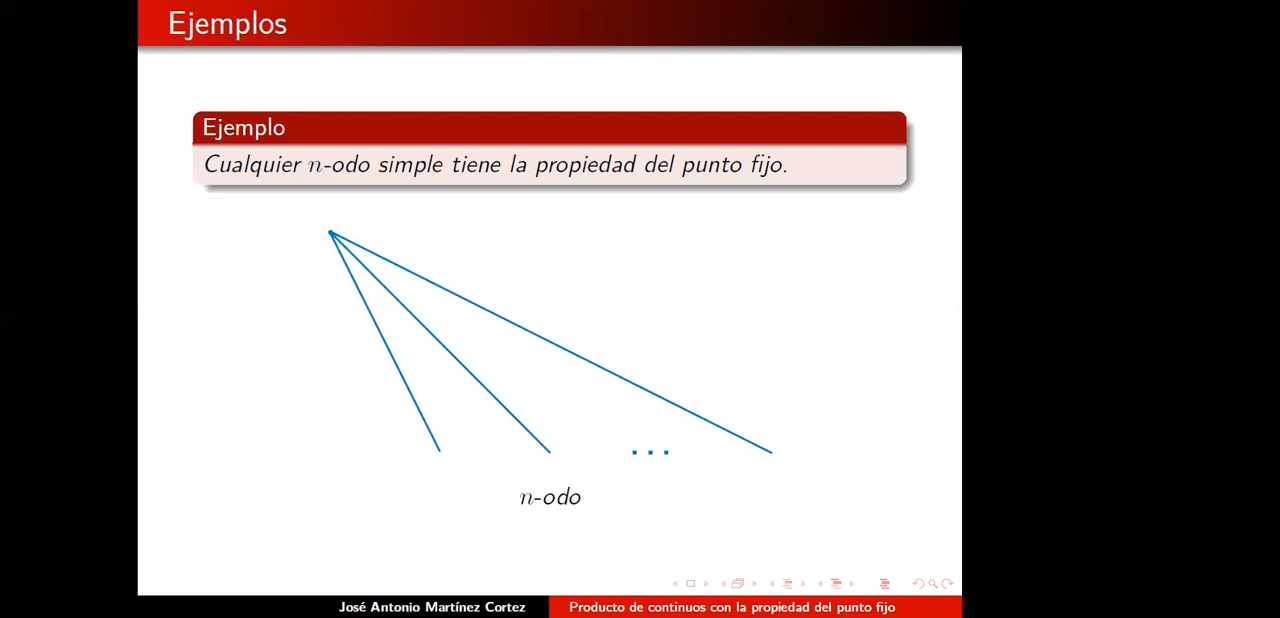 Ejemplos
Ejemplo
Cualquier n-odo simple tiene la propiedad del punto fijo.
...
n-odo
José Antonio Martínez Cortez
Producto de continuos con la propiedad del punto fijo